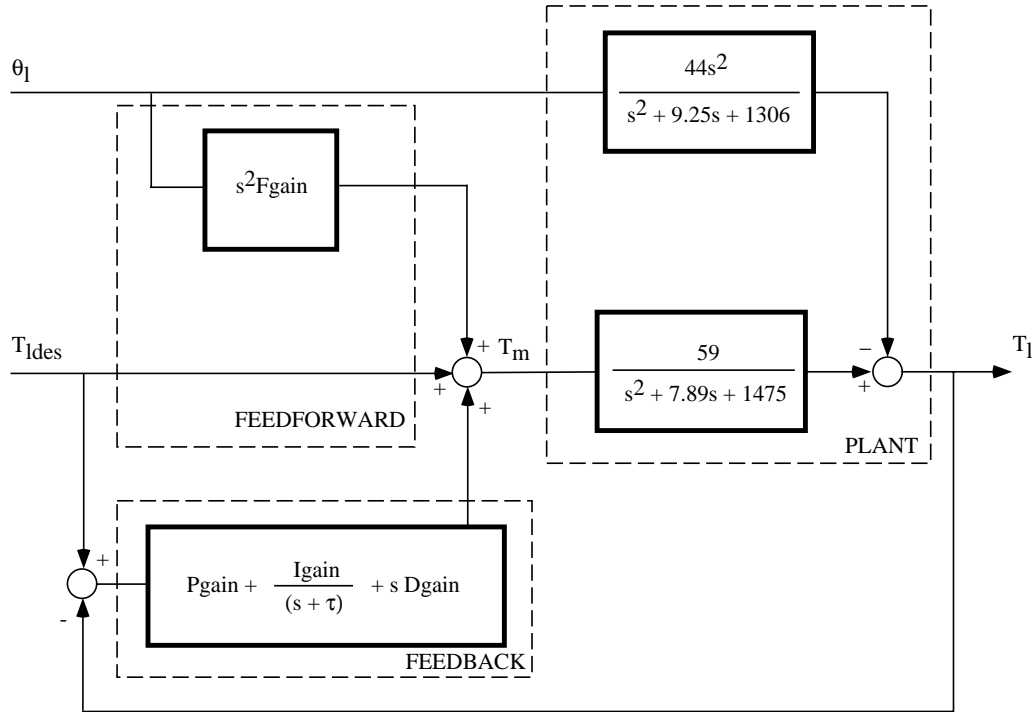 θl
44s²
s² + 9.25s + 1306
s²Fgain
Tldes
+
Tm
+
+
59
s² + 7.89s + 1475
−
+
Tl
FEEDFORWARD
PLANT
+
-
Pgain + Igain / (s + τ) + s Dgain
FEEDBACK